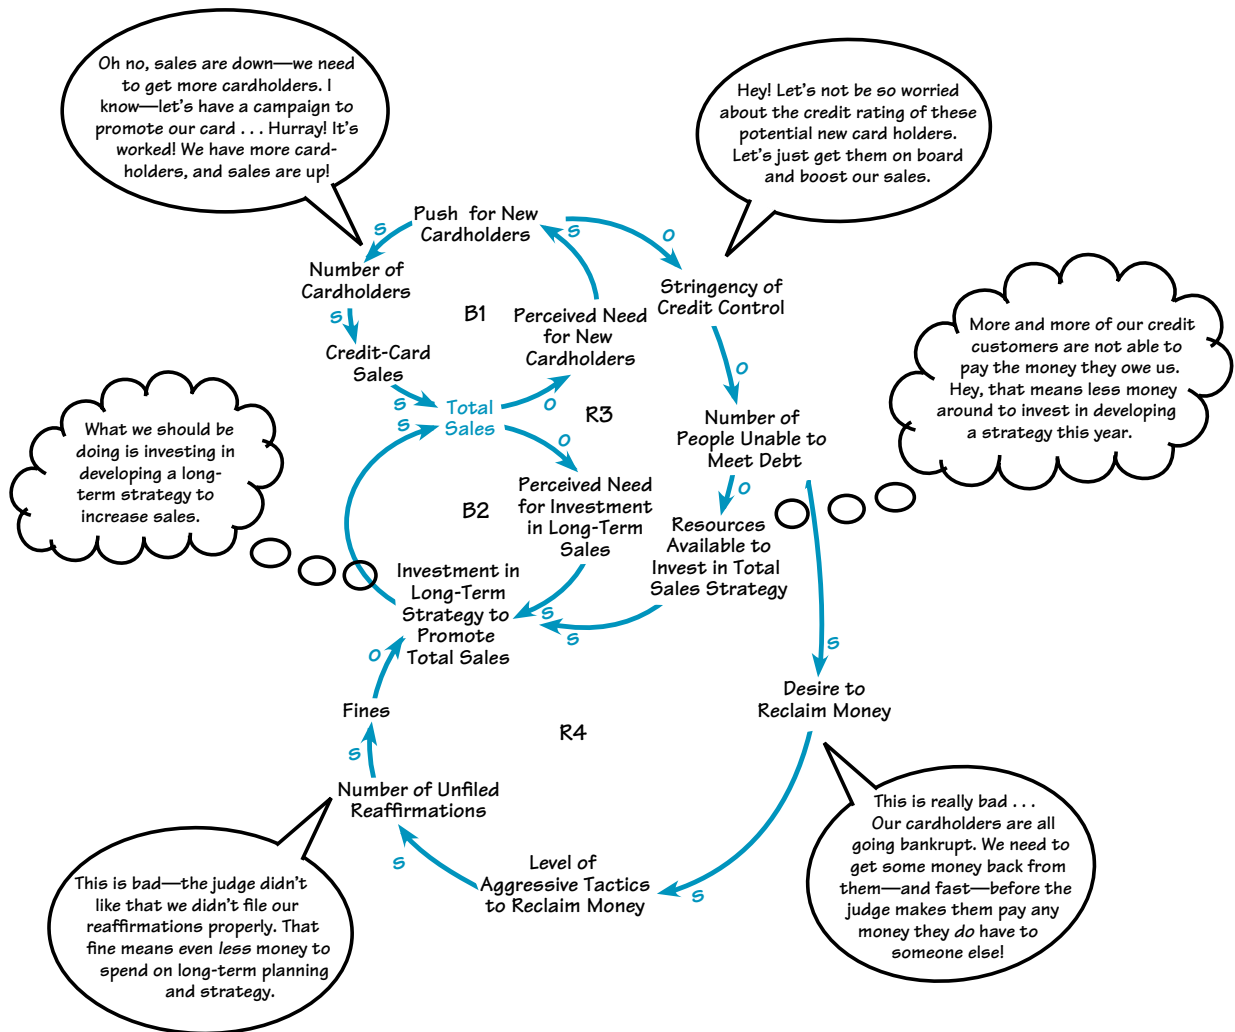 Oh no, sales are down—we need
to get more cardholders. I
know—let's have a campaign to
promote our card . . . Hurray! It's
worked! We have more card-
holders, and sales are up!
Hey! Let's not be so worried
about the credit rating of these
potential new card holders.
Let's just get them on board
and boost our sales.
Push for New
Cardholders
S
S
O
Number of
Cardholders
Stringency of
Credit Control
B1
Perceived Need
for New
Cardholders
S
Credit-Card
Sales
O
More and more of our credit
customers are not able to
pay the money they owe us.
Hey, that means less money
around to invest in developing
a strategy this year.
S
Total
Sales
O
S
R3
O
Number of
People Unable to
Meet Debt
What we should be
doing is investing in
developing a long-
term strategy to
increase sales.
B2
Perceived Need
for Investment
in Long-Term
Sales
O
Resources
Available to
Invest in Total
Sales Strategy
Investment in
Long-Term
Strategy to
Promote
Total Sales
S
S
S
O
Desire to
Reclaim Money
Fines
R4
S
Number of Unfiled
Reaffirmations
S
Level of
Aggressive Tactics
to Reclaim Money
S
This is really bad . . .
Our cardholders are all
going bankrupt. We need to
get some money back from
them—and fast—before the
judge makes them pay any
money they do have to
someone else!
This is bad—the judge didn't
like that we didn't file our
reaffirmations properly. That
fine means even less money to
spend on long-term planning
and strategy.